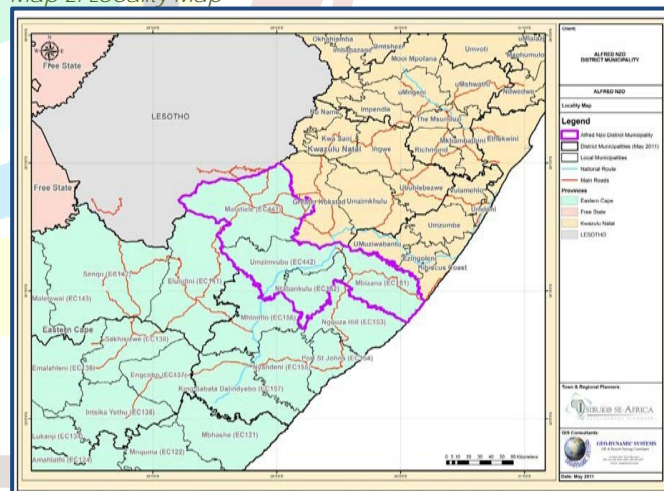 Map 2: Locality Map
Client:
ALFRED NZO
DISTRICT MUNICIPALITY
ALFRED NZO
Locality Map
Legend
Alfred Nzo District Municipality
District Municipalities (May 2011)
Local Municipalities
National Route
Main Roads
Provinces
Eastern Cape
Free State
Kwazulu Natal
LESOTHO
Town & Regional Planners:
ISIBUKO SE AFRICA
GIS Consultants:
GEO-DYNAMIC SYSTEMS
Date: May 2011
Okhahlamba
Imbabazane
Umtshezi
Mooi Mpofana
Umvoti
Maphumulo
Free State
uMngeni
uMshwathi
Ndwedwe
LESOTHO
Impendle
The Msunduzi
Kwa Sani
Mkhambathini
Ethekwini
Kwazulu Natal
Ingwe
Richmond
Free State
Ubuhlebezwe
Vulamehlo
Greater Kokstad
Umzimkhulu
Umdoni
Matatiele (EC441)
Umzumbe
UMuziwabantu
Ezingoleni
Hibiscus Coast
Umzimvubu (EC442)
Senqu (EC142)
Elundini (EC141)
Ntabankulu (EC152)
Mbizana (EC151)
Maletswai (EC143)
Mhlontlo (EC156)
Ngquza Hill (EC153)
Eastern Cape
Sakhisizwe (EC138)
Port St Johns (EC154)
Emalahleni (EC136)
Nyandeni (EC155)
Engcobo (EC137)
King Sabata Dalindyebo (EC157)
Intsika Yethu (EC135)
Lukanji (EC134)
Mbhashe (EC121)
Mnquma (EC122)
Amahlathi (EC124)
Kilometers